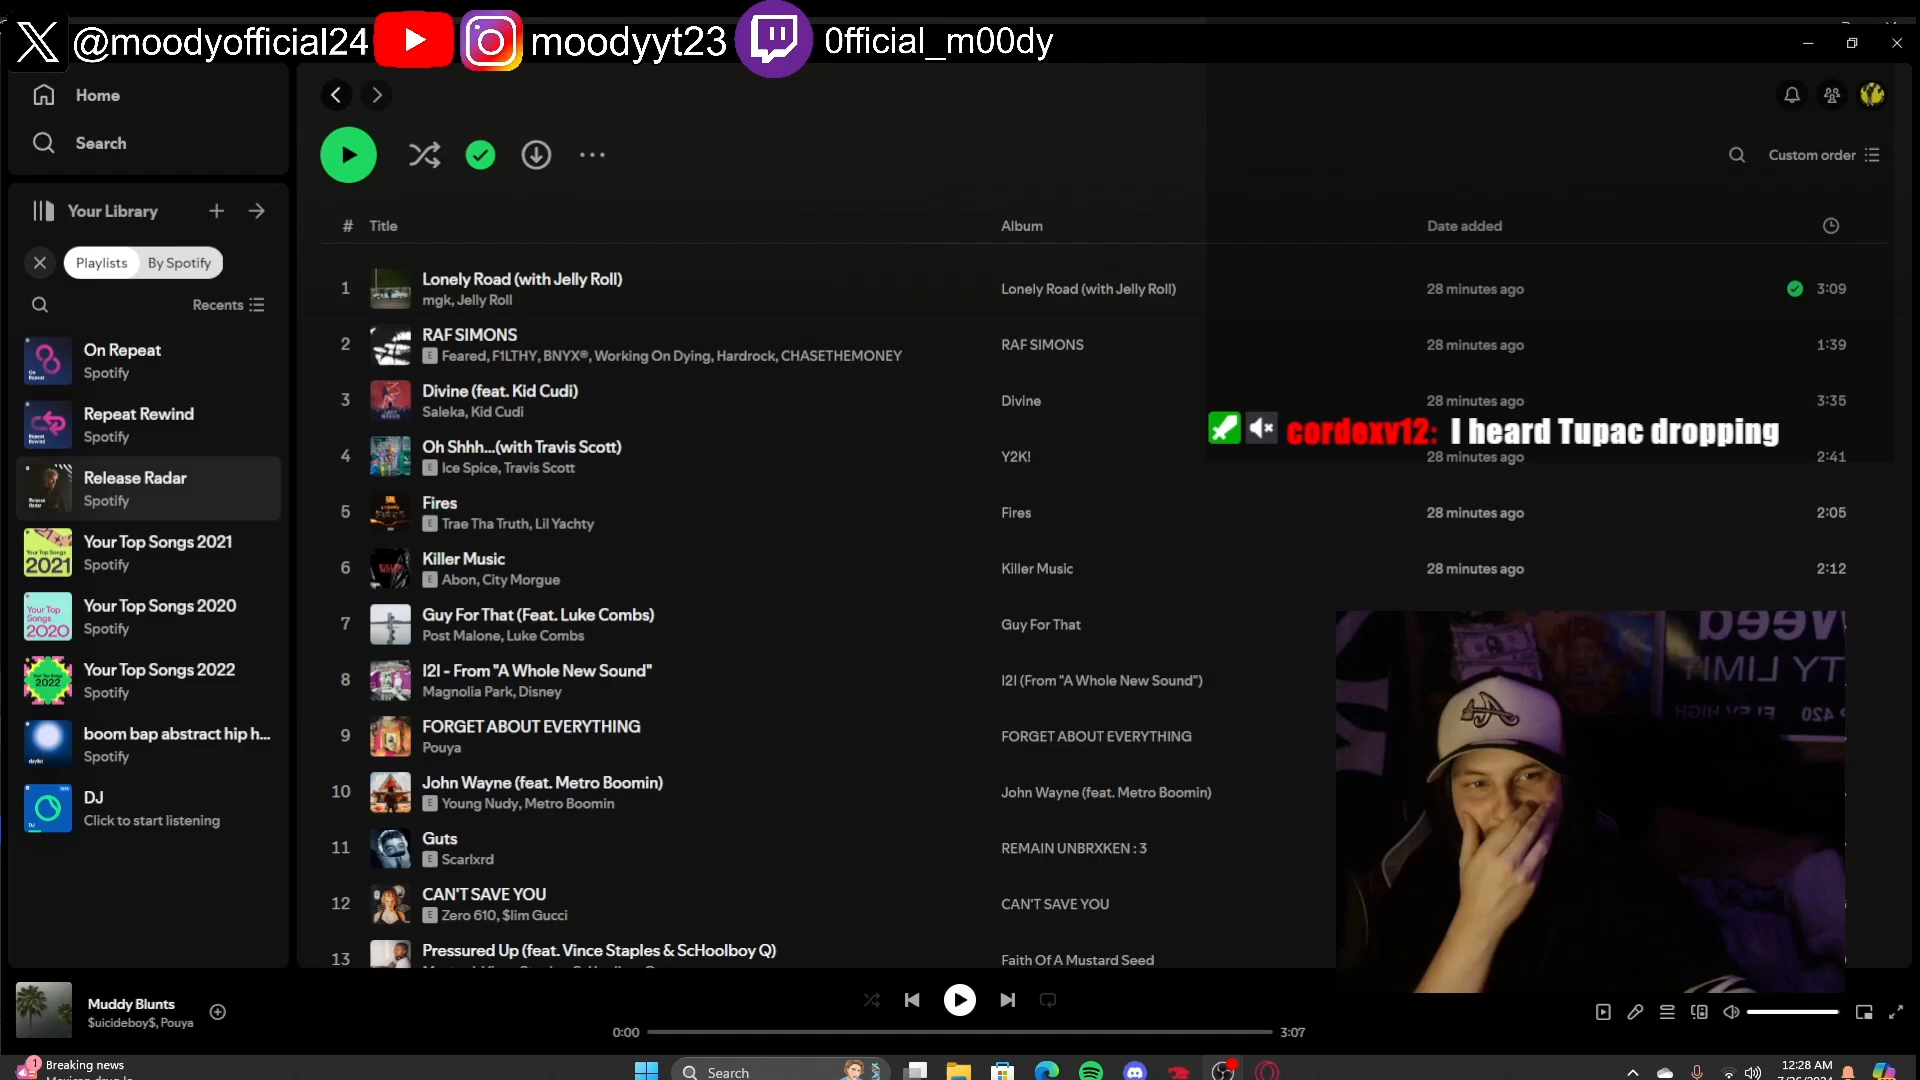 @moodyofficial24 moodyyt23 0fficial_m00dy
Home
Search
Your Library
Playlists By Spotify
Recents
On Repeat
Spotify
Repeat Rewind
Spotify
Release Radar
Spotify
Your Top Songs 2021
Spotify
Your Top Songs 2020
Spotify
Your Top Songs 2022
Spotify
boom bap abstract hip h...
Spotify
DJ
Click to start listening
Custom order
# Title Album Date added
1 Lonely Road (with Jelly Roll) Lonely Road (with Jelly Roll) 28 minutes ago 3:09
mgk, Jelly Roll
2 RAF SIMONS RAF SIMONS 28 minutes ago 1:39
E Feared, F1LTHY, BNYX®, Working On Dying, Hardrock, CHASETHEMONEY
3 Divine (feat. Kid Cudi) Divine 28 minutes ago 3:35
Saleka, Kid Cudi
cordexv12: I heard Tupac dropping
4 Oh Shhh...(with Travis Scott) Y2K! 28 minutes ago 2:41
E Ice Spice, Travis Scott
5 Fires Fires 28 minutes ago 2:05
E Trae Tha Truth, Lil Yachty
6 Killer Music Killer Music 28 minutes ago 2:12
E Abon, City Morgue
7 Guy For That (Feat. Luke Combs) Guy For That
Post Malone, Luke Combs
8 I2I - From "A Whole New Sound" I2I (From "A Whole New Sound")
Magnolia Park, Disney
9 FORGET ABOUT EVERYTHING FORGET ABOUT EVERYTHING
Pouya
10 John Wayne (feat. Metro Boomin) John Wayne (feat. Metro Boomin)
E Young Nudy, Metro Boomin
11 Guts REMAIN UNBRXKEN : 3
E Scarlxrd
12 CAN'T SAVE YOU CAN'T SAVE YOU
E Zero 610, $lim Gucci
13 Pressured Up (feat. Vince Staples & ScHoolboy Q) Faith Of A Mustard Seed
Muddy Blunts
$uicideboy$, Pouya
0:00 3:07
1 Breaking news
Search
12:28 AM